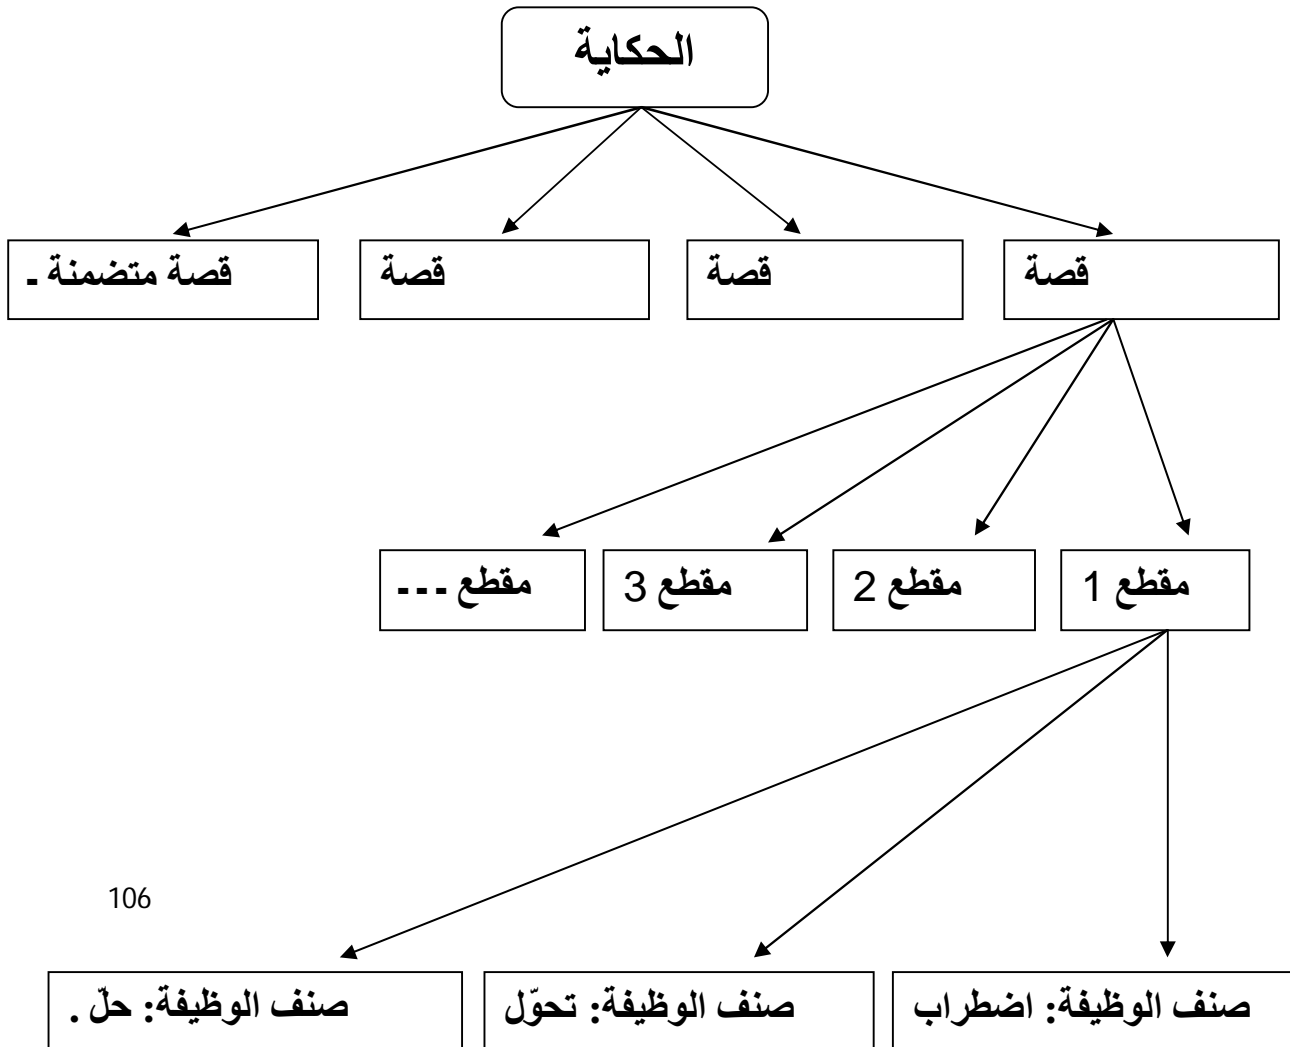 الحكاية
قصة
قصة
قصة
قصة متضمنة -
مقطع 1
مقطع 2
مقطع 3
مقطع ---
106
صنف الوظيفة: اضطراب
صنف الوظيفة: تحوّل
صنف الوظيفة: حلّ .